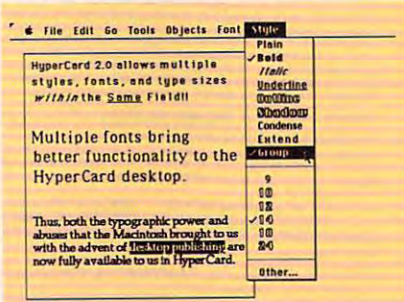 File Edit Go Tools Objects Font Style
HyperCard 2.0 allows multiple
styles, fonts, and type sizes
within the Same Field!!
Multiple fonts bring
better functionality to the
HyperCard desktop.
Thus, both the typographic power and
abuses that the Macintosh brought to us
with the advent of Desktop publishing are
now fully available to us in HyperCard.
Plain
✓Bold
Italic
Underline
Outline
Shadow
Condense
Extend
✓Group
9
10
12
✓14
18
24
Other...